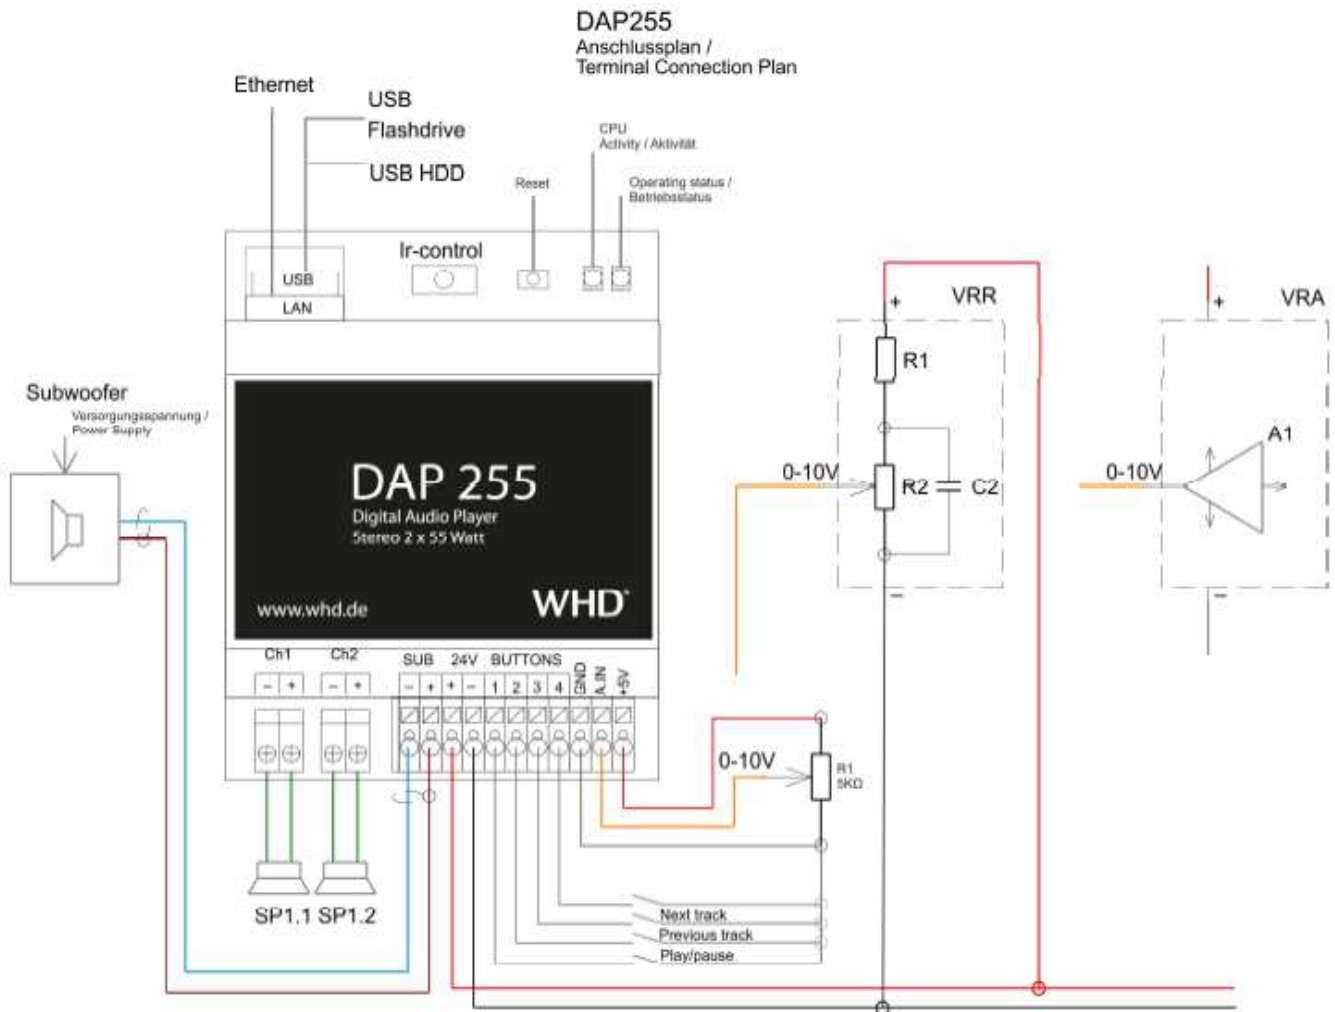 DAP255
Anschlussplan /
Terminal Connection Plan
Ethernet
USB
Flashdrive
USB HDD
CPU
Activity / Aktivität
Reset
Operating status /
Betriebsstatus
Ir-control
USB
LAN
VRR
+
R1
0-10V
R2
C2
−
VRA
+
0-10V
A1
−
Subwoofer
Versorgungsspannung /
Power Supply
DAP 255
Digital Audio Player
Stereo 2 x 55 Watt
www.whd.de
WHD
Ch1 Ch2 SUB 24V BUTTONS GND A.IN +5V
− + − + − + + − 1 2 3 4
0-10V
R1
5KΩ
SP1.1 SP1.2
Next track
Previous track
Play/pause